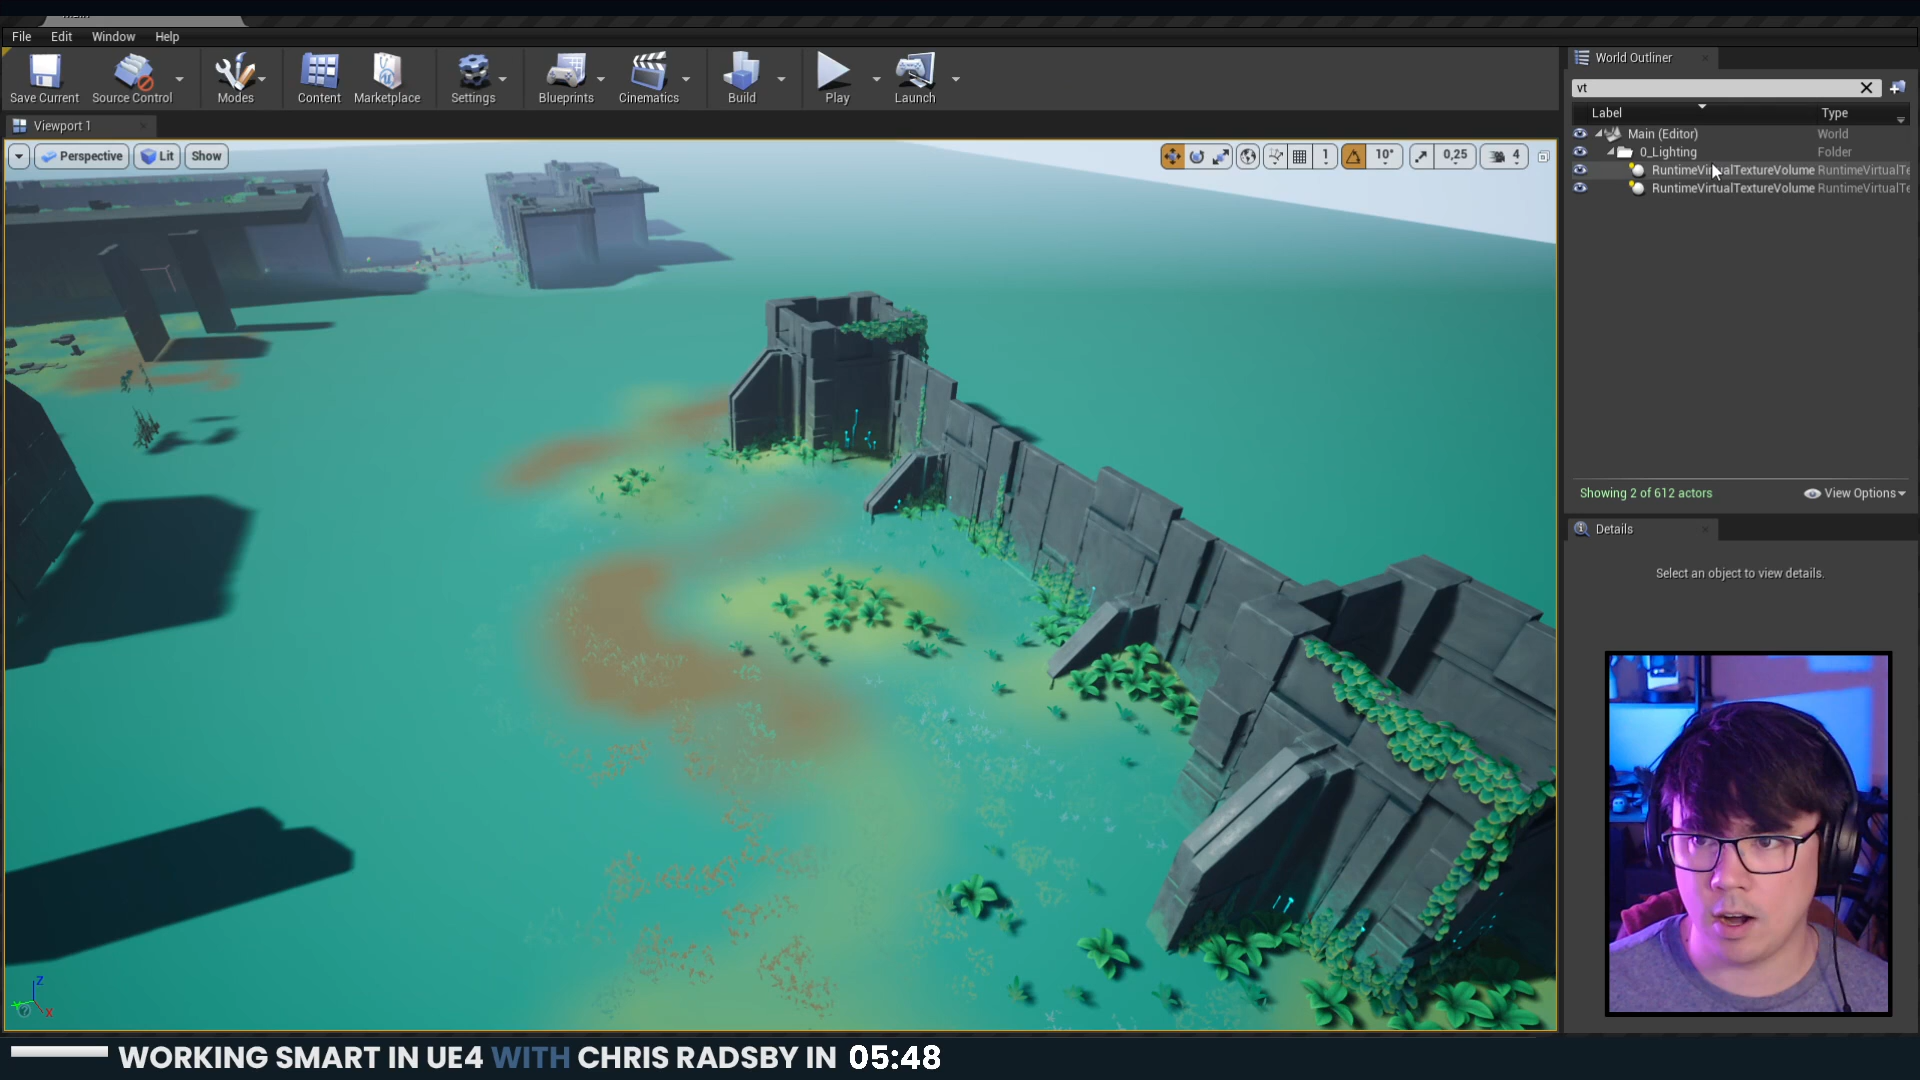 File Edit Window Help
Save Current Source Control Modes Content Marketplace Settings Blueprints Cinematics Build Play Launch
Viewport 1
Perspective Lit Show 1 10° 0,25 4
World Outliner
vt
Label Type
Main (Editor) World
0_Lighting Folder
RuntimeVirtualTextureVolume RuntimeVirtualTe
RuntimeVirtualTextureVolume RuntimeVirtualTe
Showing 2 of 612 actors View Options
Details
Select an object to view details.
Z
X
WORKING SMART IN UE4 WITH CHRIS RADSBY IN 05:48